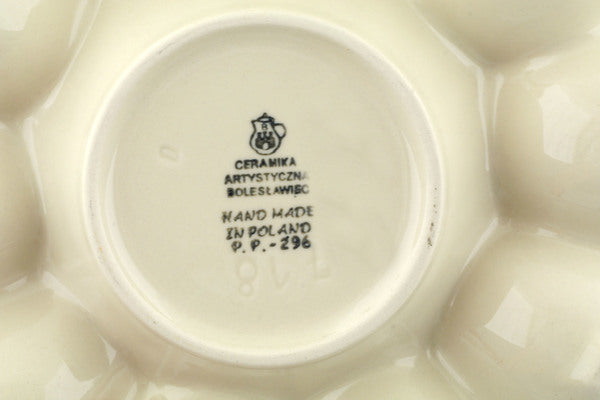 CERAMIKA
ARTYSTYCZNA
BOLESŁAWIEC
HAND MADE
IN POLAND
P.P.-296